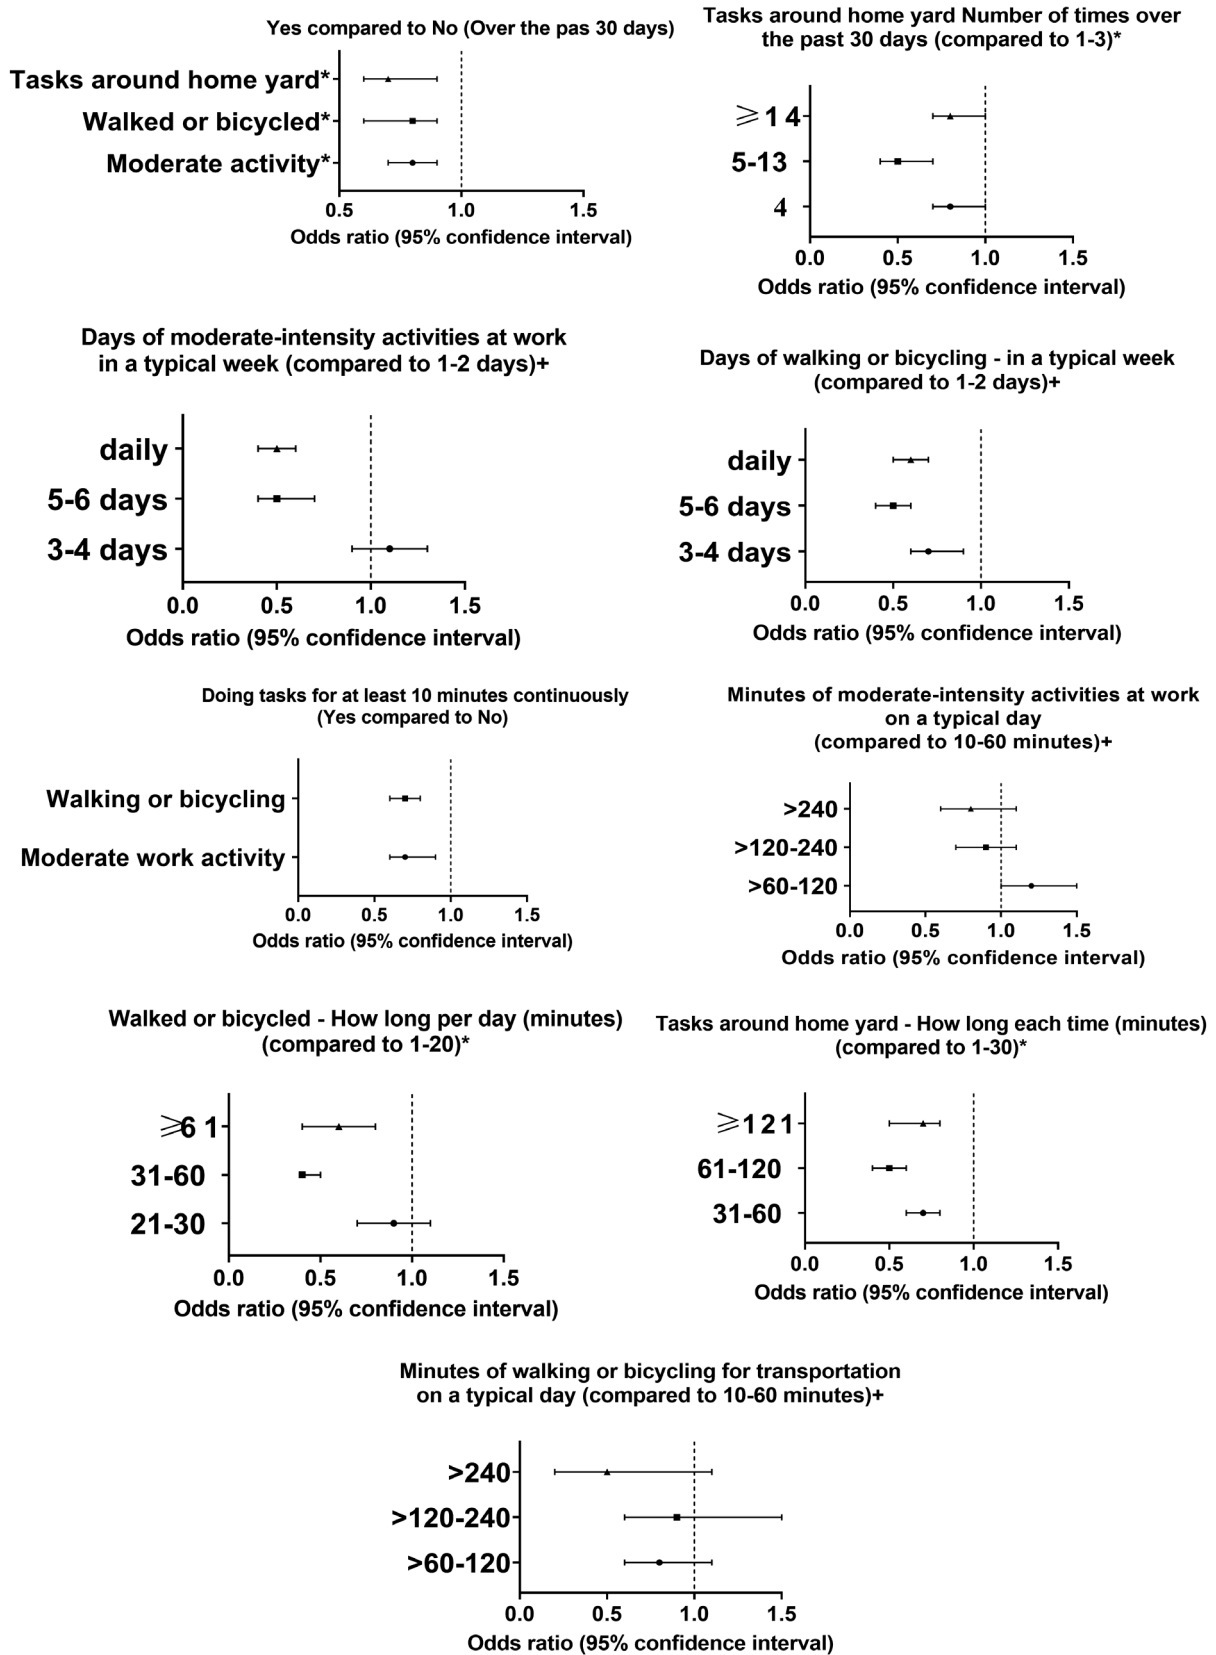 Yes compared to No (Over the pas 30 days)
Tasks around home yard*
Walked or bicycled*
Moderate activity*
0.5 1.0 1.5
Odds ratio (95% confidence interval)
Tasks around home yard Number of times over
the past 30 days (compared to 1-3)*
⩾14
5-13
4
0.0 0.5 1.0 1.5
Odds ratio (95% confidence interval)
Days of moderate-intensity activities at work
in a typical week (compared to 1-2 days)+
daily
5-6 days
3-4 days
0.0 0.5 1.0 1.5
Odds ratio (95% confidence interval)
Days of walking or bicycling - in a typical week
(compared to 1-2 days)+
daily
5-6 days
3-4 days
0.0 0.5 1.0 1.5
Odds ratio (95% confidence interval)
Doing tasks for at least 10 minutes continuously
(Yes compared to No)
Walking or bicycling
Moderate work activity
0.0 0.5 1.0 1.5
Odds ratio (95% confidence interval)
Minutes of moderate-intensity activities at work
on a typical day
(compared to 10-60 minutes)+
>240
>120-240
>60-120
0.0 0.5 1.0 1.5
Odds ratio (95% confidence interval)
Walked or bicycled - How long per day (minutes)
(compared to 1-20)*
⩾61
31-60
21-30
0.0 0.5 1.0 1.5
Odds ratio (95% confidence interval)
Tasks around home yard - How long each time (minutes)
(compared to 1-30)*
⩾121
61-120
31-60
0.0 0.5 1.0 1.5
Odds ratio (95% confidence interval)
Minutes of walking or bicycling for transportation
on a typical day (compared to 10-60 minutes)+
>240
>120-240
>60-120
0.0 0.5 1.0 1.5
Odds ratio (95% confidence interval)